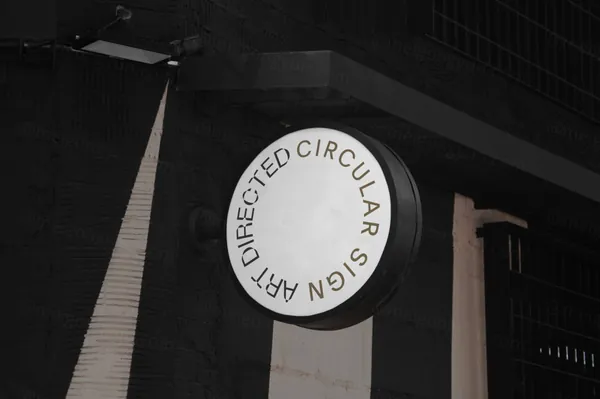 ART DIRECTED CIRCULAR SIGN